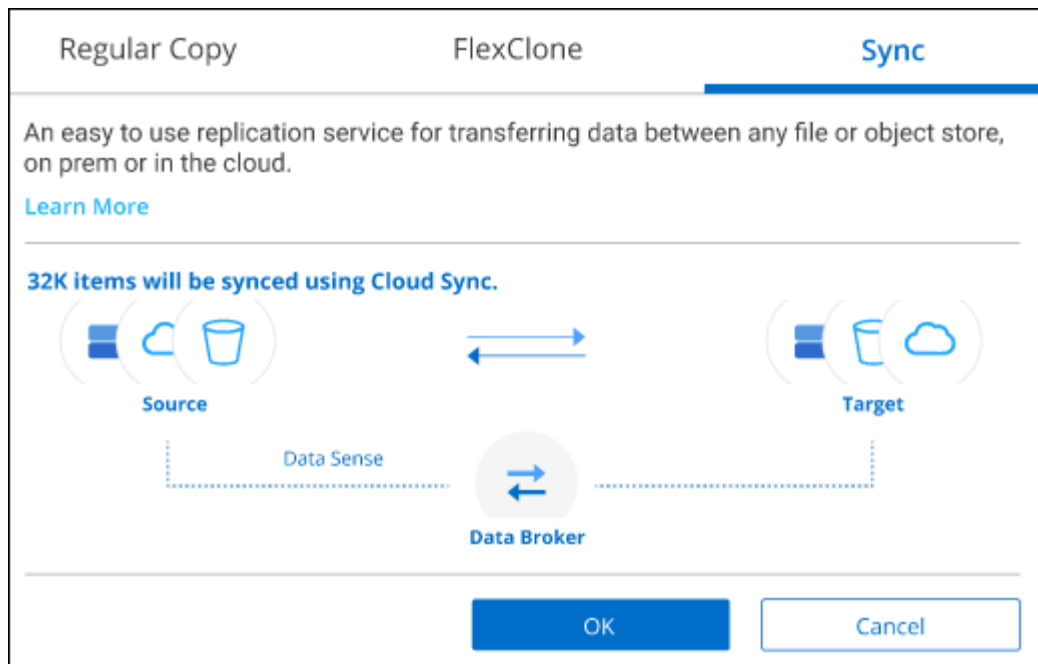 Regular Copy FlexClone Sync
An easy to use replication service for transferring data between any file or object store,
on prem or in the cloud.
Learn More
32K items will be synced using Cloud Sync.
Source Target
Data Sense
Data Broker
OK Cancel